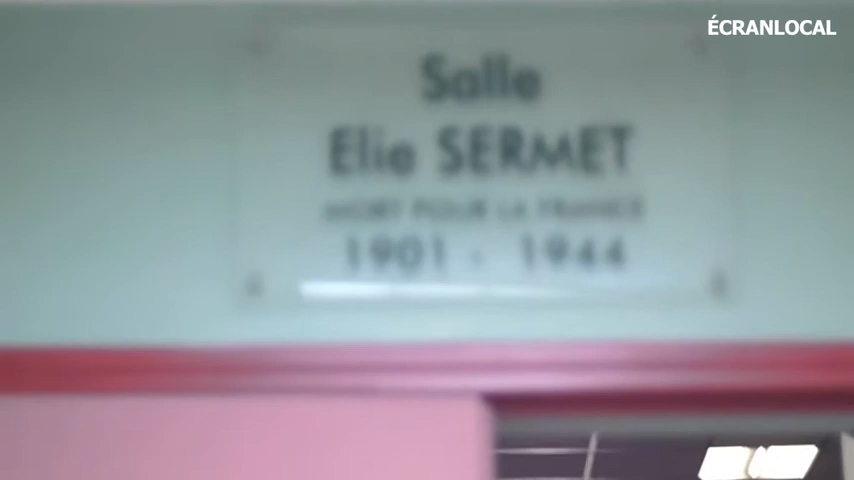 ÉCRANLOCAL
Salle
Elie SERMET
MORT POUR LA FRANCE
1901 - 1944